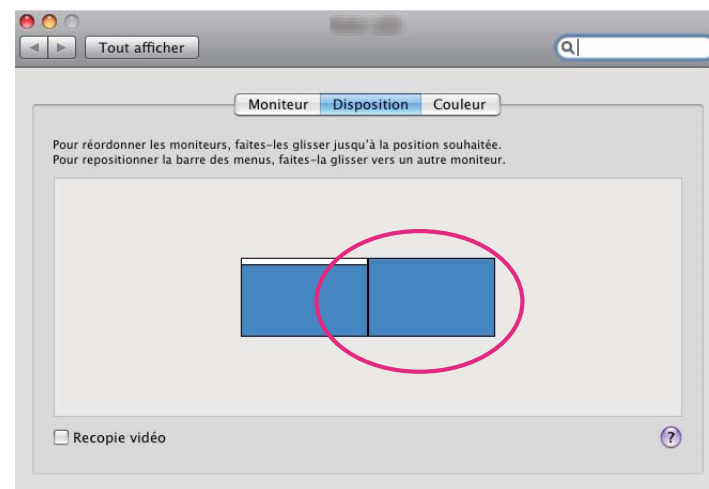 Tout afficher
Moniteur Disposition Couleur
Pour réordonner les moniteurs, faites-les glisser jusqu'à la position souhaitée.
Pour repositionner la barre des menus, faites-la glisser vers un autre moniteur.
Recopie vidéo
?